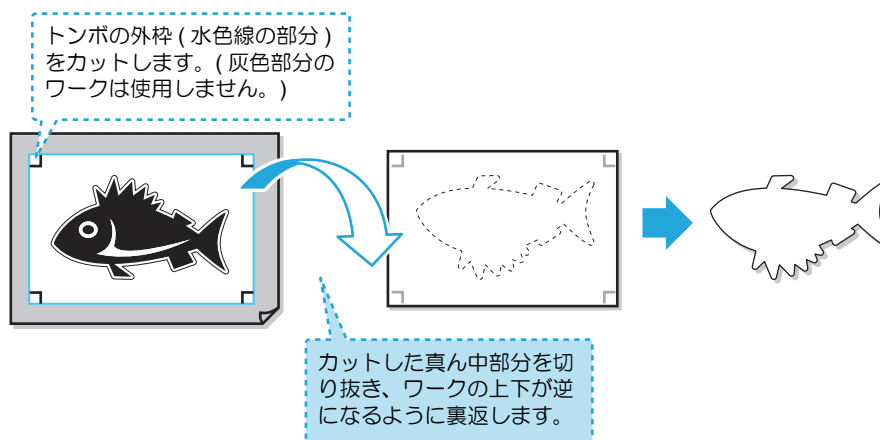 トンボの外枠 ( 水色線の部分 )
をカットします。( 灰色部分の
ワークは使用しません。)
カットした真ん中部分を切
り抜き、ワークの上下が逆
になるように裏返します。